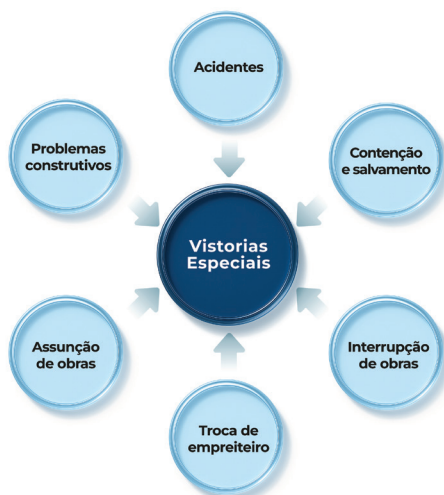 Acidentes
Problemas
construtivos
Contenção
e salvamento
Vistorias
Especiais
Assunção
de obras
Interrupção
de obras
Troca de
empreiteiro